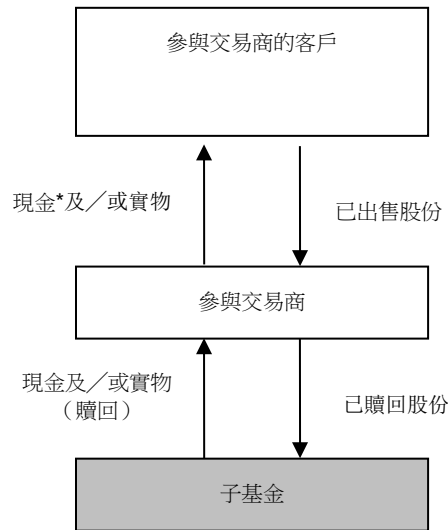 參與交易商的客戶
現金*及／或實物
已出售股份
參與交易商
現金及／或實物
（贖回）
已贖回股份
子基金